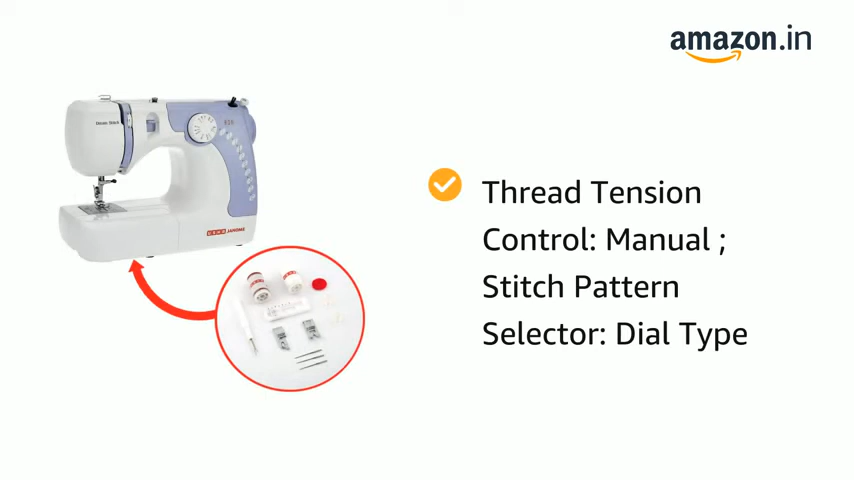 amazon.in
Thread Tension
Control: Manual ;
Stitch Pattern
Selector: Dial Type
USHA JANOME